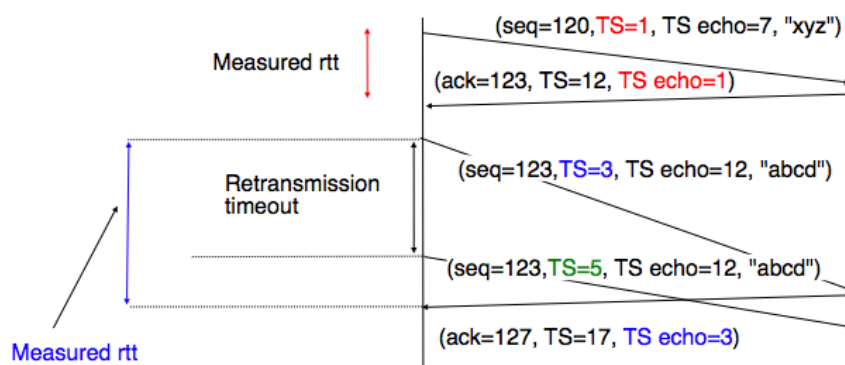 (seq=120,TS=1, TS echo=7, "xyz")
Measured rtt
(ack=123, TS=12, TS echo=1)
(seq=123,TS=3, TS echo=12, "abcd")
Retransmission
timeout
(seq=123,TS=5, TS echo=12, "abcd")
(ack=127, TS=17, TS echo=3)
Measured rtt